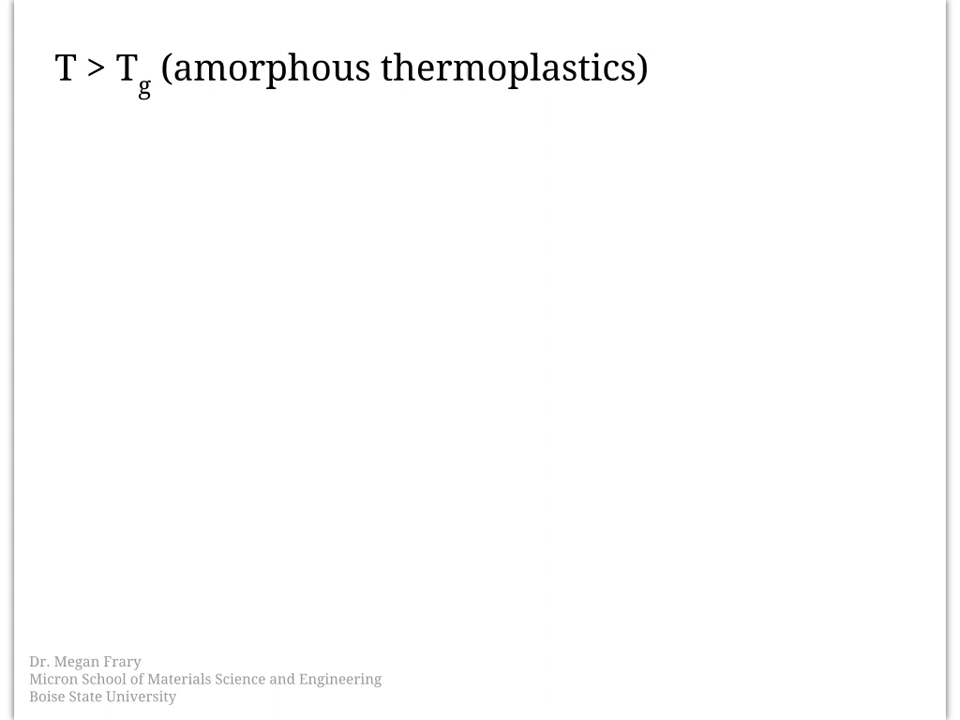 T > Tg (amorphous thermoplastics)
Dr. Megan Frary
Micron School of Materials Science and Engineering
Boise State University